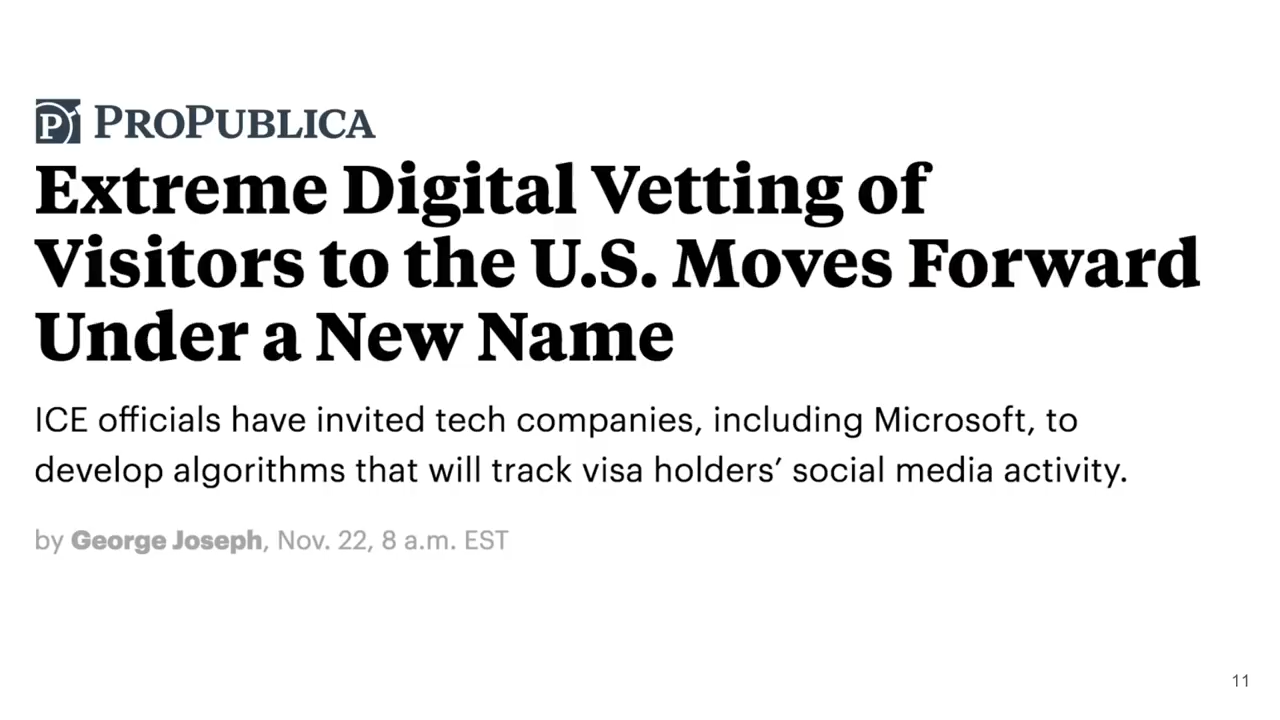 PROPUBLICA
Extreme Digital Vetting of
Visitors to the U.S. Moves Forward
Under a New Name
ICE officials have invited tech companies, including Microsoft, to
develop algorithms that will track visa holders’ social media activity.
by George Joseph, Nov. 22, 8 a.m. EST
11